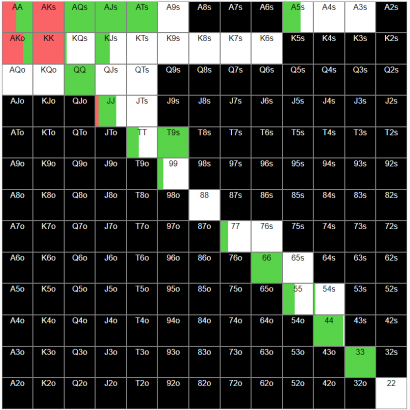 AA AKs AQs AJs ATs A9s A8s A7s A6s A5s A4s A3s A2s
AKo KK KQs KJs KTs K9s K8s K7s K6s K5s K4s K3s K2s
AQo KQo QQ QJs QTs Q9s Q8s Q7s Q6s Q5s Q4s Q3s Q2s
AJo KJo QJo JJ JTs J9s J8s J7s J6s J5s J4s J3s J2s
ATo KTo QTo JTo TT T9s T8s T7s T6s T5s T4s T3s T2s
A9o K9o Q9o J9o T9o 99 98s 97s 96s 95s 94s 93s 92s
A8o K8o Q8o J8o T8o 98o 88 87s 86s 85s 84s 83s 82s
A7o K7o Q7o J7o T7o 97o 87o 77 76s 75s 74s 73s 72s
A6o K6o Q6o J6o T6o 96o 86o 76o 66 65s 64s 63s 62s
A5o K5o Q5o J5o T5o 95o 85o 75o 65o 55 54s 53s 52s
A4o K4o Q4o J4o T4o 94o 84o 74o 64o 54o 44 43s 42s
A3o K3o Q3o J3o T3o 93o 83o 73o 63o 53o 43o 33 32s
A2o K2o Q2o J2o T2o 92o 82o 72o 62o 52o 42o 32o 22